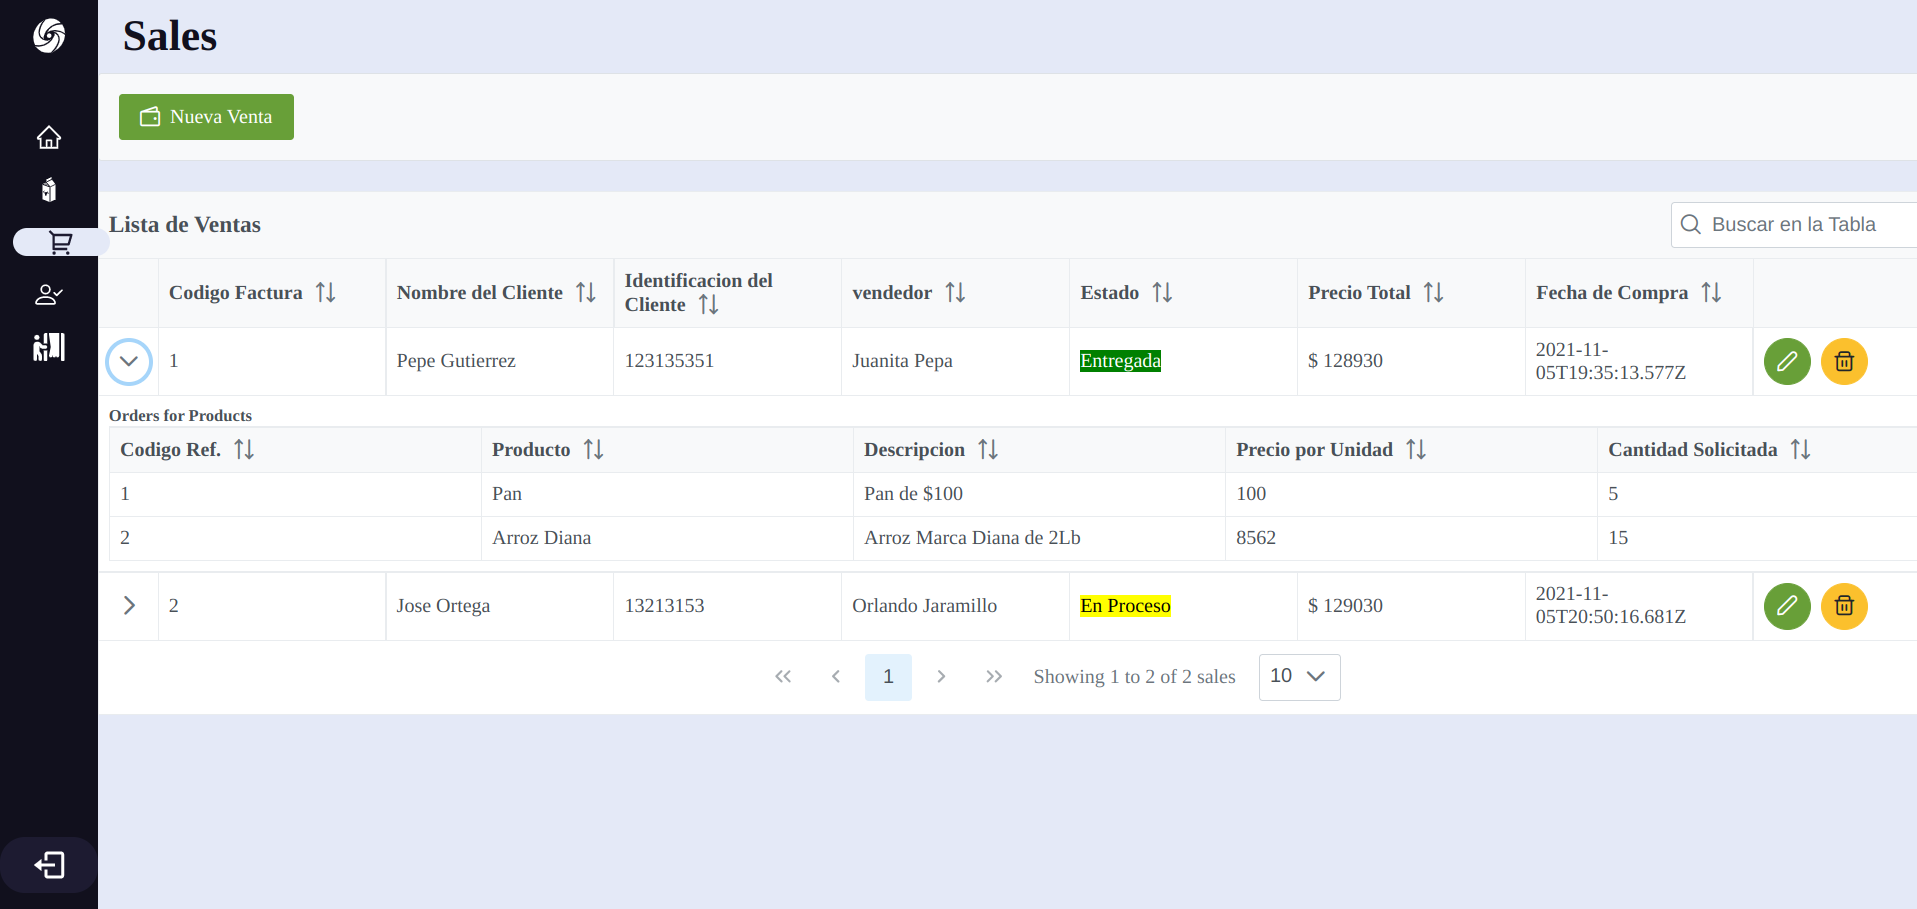 Sales
Nueva Venta
Lista de Ventas
Buscar en la Tabla
Codigo Factura Nombre del Cliente Identificacion del Cliente vendedor Estado Precio Total Fecha de Compra
1 Pepe Gutierrez 123135351 Juanita Pepa Entregada $ 128930 2021-11-05T19:35:13.577Z
Orders for Products
Codigo Ref. Producto Descripcion Precio por Unidad Cantidad Solicitada
1 Pan Pan de $100 100 5
2 Arroz Diana Arroz Marca Diana de 2Lb 8562 15
2 Jose Ortega 13213153 Orlando Jaramillo En Proceso $ 129030 2021-11-05T20:50:16.681Z
1 Showing 1 to 2 of 2 sales 10